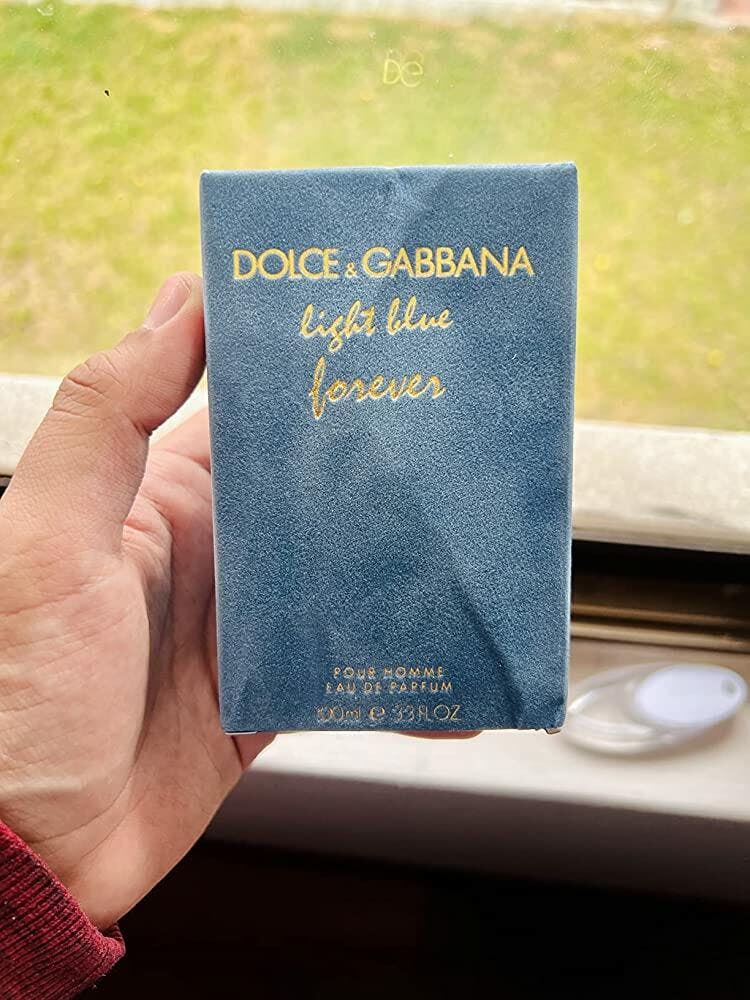 DOLCE & GABBANA
light blue
forever
POUR HOMME
EAU DE PARFUM
100ml ℮ 3.3 FL.OZ